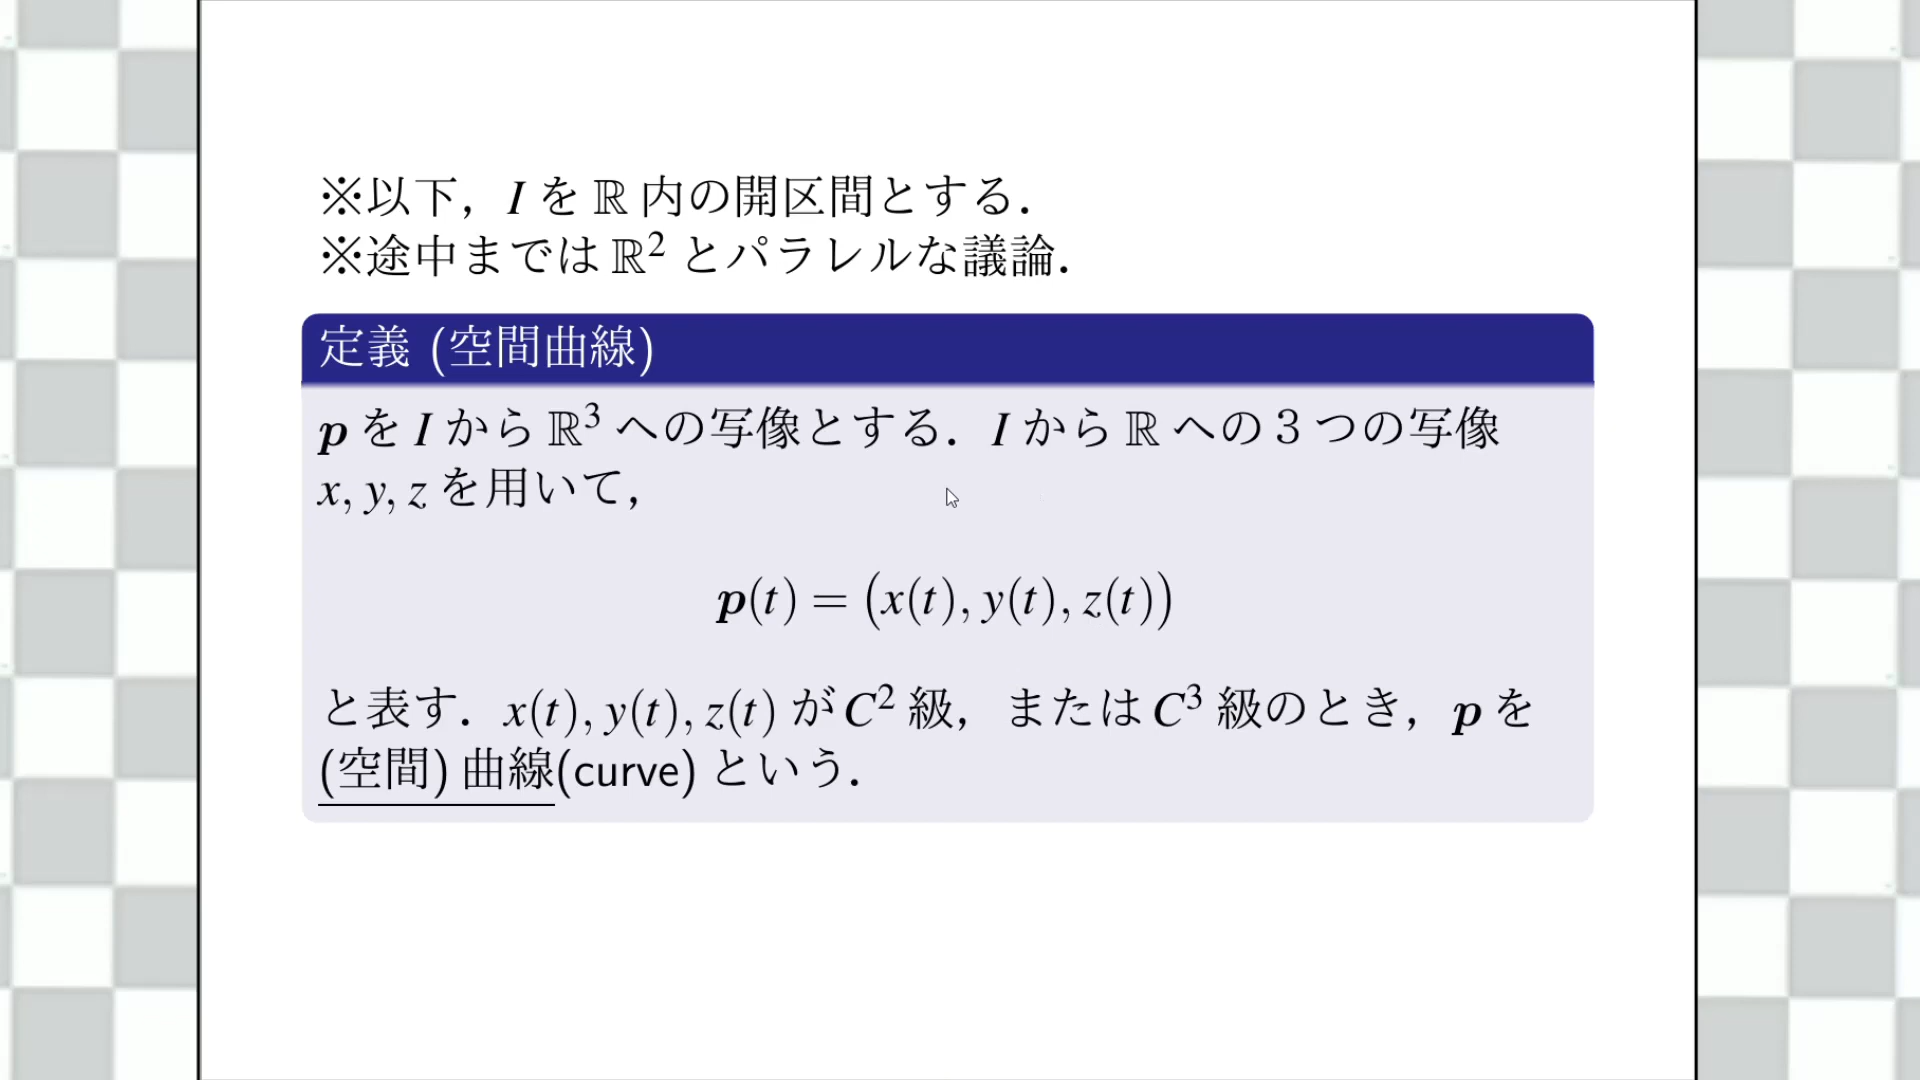 ※以下，I を ℝ 内の開区間とする．
※途中までは ℝ² とパラレルな議論．
定義 (空間曲線)
p を I から ℝ³ への写像とする．I から ℝ への 3 つの写像
x, y, z を用いて，
p(t) = (x(t), y(t), z(t))
と表す．x(t), y(t), z(t) が C² 級，または C³ 級のとき，p を
(空間) 曲線(curve) という．